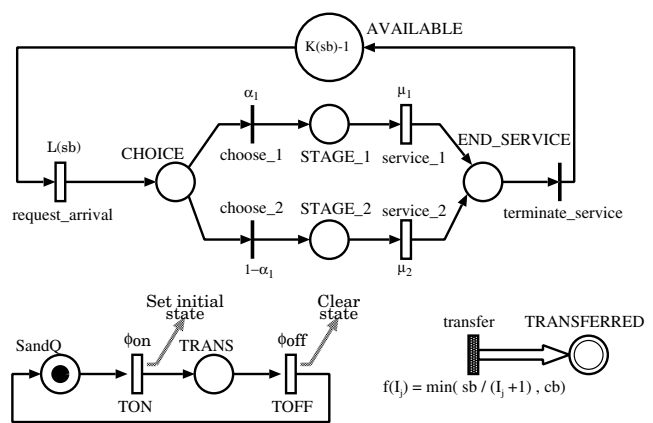 AVAILABLE
K(sb)-1
α1
μ1
L(sb)
CHOICE
STAGE_1
END_SERVICE
choose_1
service_1
request_arrival
choose_2
STAGE_2
service_2
terminate_service
1-α1
μ2
Set initial
state
Clear
state
SandQ
ϕon
TRANS
ϕoff
transfer
TRANSFERRED
TON
TOFF
f(Ij) = min( sb / (Ij +1) , cb)